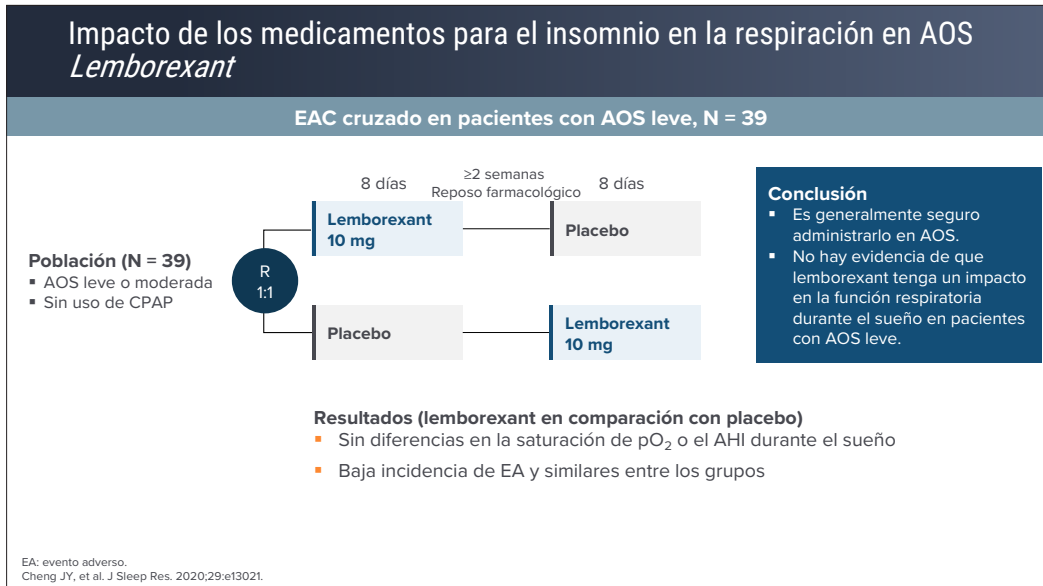 Impacto de los medicamentos para el insomnio en la respiración en AOS
Lemborexant
EAC cruzado en pacientes con AOS leve, N = 39
8 días
≥2 semanas
Reposo farmacológico
8 días
Población (N = 39)
▪ AOS leve o moderada
▪ Sin uso de CPAP
R
1:1
Lemborexant
10 mg
Placebo
Placebo
Lemborexant
10 mg
Conclusión
▪ Es generalmente seguro
administrarlo en AOS.
▪ No hay evidencia de que
lemborexant tenga un impacto
en la función respiratoria
durante el sueño en pacientes
con AOS leve.
Resultados (lemborexant en comparación con placebo)
▪ Sin diferencias en la saturación de pO₂ o el AHI durante el sueño
▪ Baja incidencia de EA y similares entre los grupos
EA: evento adverso.
Cheng JY, et al. J Sleep Res. 2020;29:e13021.